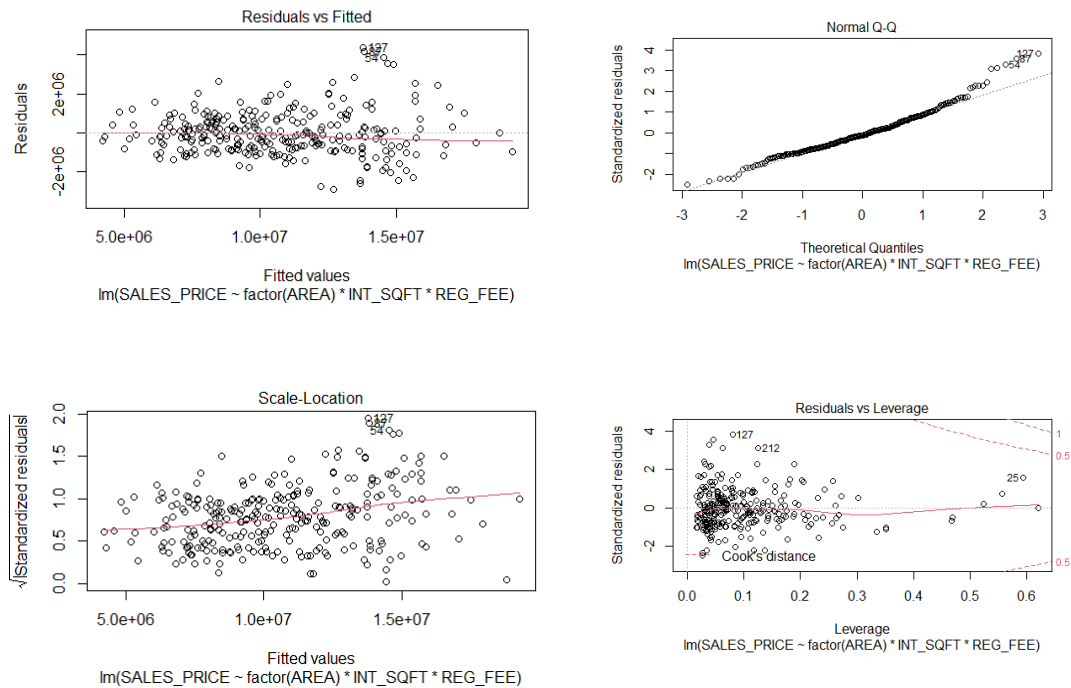 Residuals vs Fitted
Residuals
-2e+06
2e+06
127
87
54
5.0e+06
1.0e+07
1.5e+07
Fitted values
lm(SALES_PRICE ~ factor(AREA) * INT_SQFT * REG_FEE)
Normal Q-Q
Standardized residuals
4
3
2
1
0
-2
127
87
54
-3
-2
-1
0
1
2
3
Theoretical Quantiles
lm(SALES_PRICE ~ factor(AREA) * INT_SQFT * REG_FEE)
Scale-Location
√|Standardized residuals|
0.0
0.5
1.0
1.5
2.0
127
87
54
5.0e+06
1.0e+07
1.5e+07
Fitted values
lm(SALES_PRICE ~ factor(AREA) * INT_SQFT * REG_FEE)
Residuals vs Leverage
Standardized residuals
4
2
0
-2
127
212
25
1
0.5
0.5
Cook's distance
0.0
0.1
0.2
0.3
0.4
0.5
0.6
Leverage
lm(SALES_PRICE ~ factor(AREA) * INT_SQFT * REG_FEE)